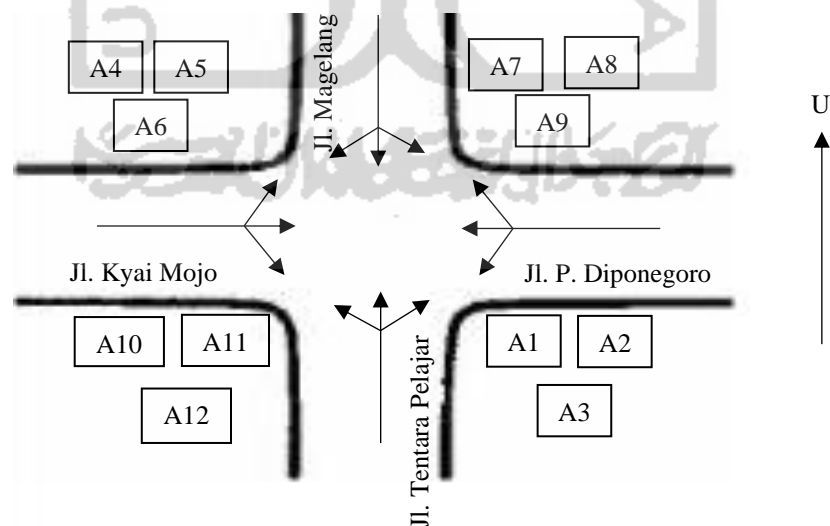 A4
A5
A6
Jl. Magelang
A7
A8
A9
U
Jl. Kyai Mojo
Jl. P. Diponegoro
A10
A11
A12
Jl. Tentara Pelajar
A1
A2
A3